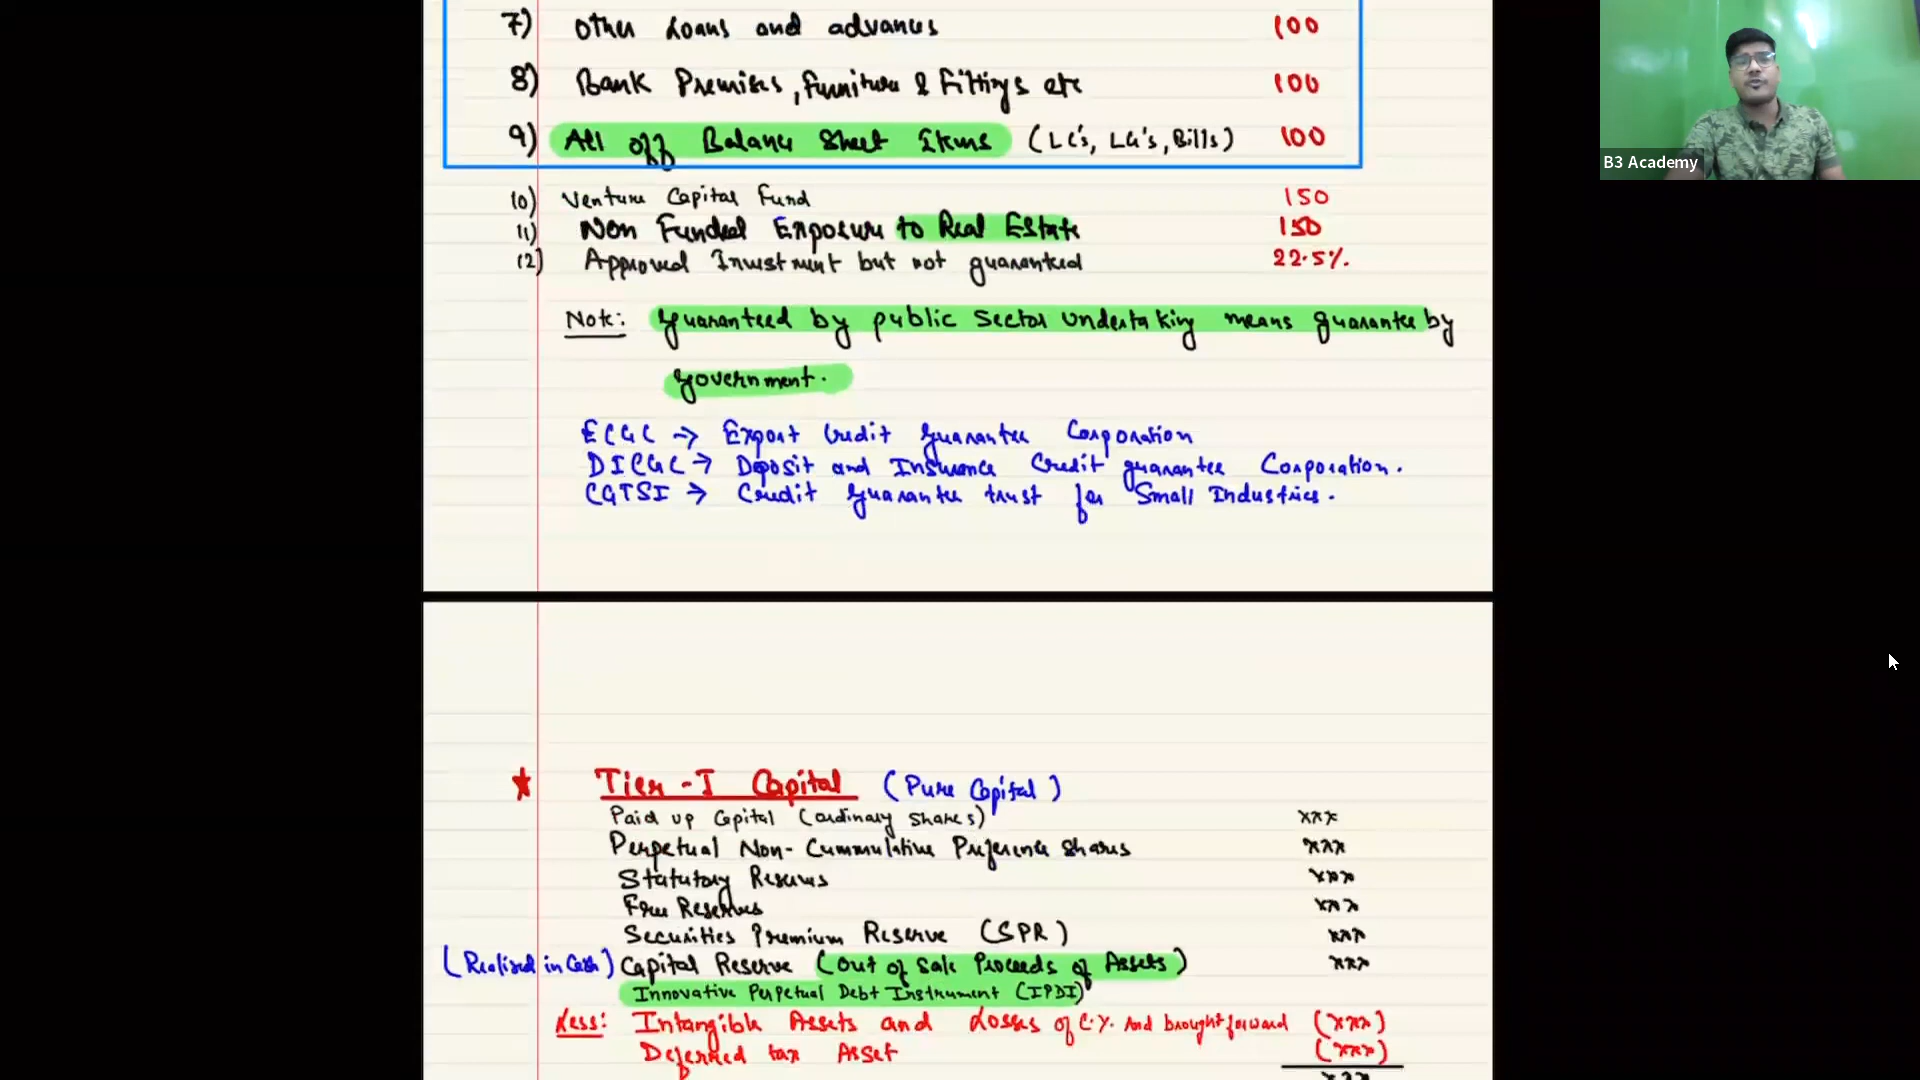 7) Other Loans and advances 100
8) Bank Premises, Furniture & Fittings etc 100
9) All off Balance Sheet Items (LC's, LG's, Bills) 100
10) Venture Capital Fund 150
11) Non Funded Exposure to Real Estate 150
12) Approved Investment but not guaranteed 22.5%.
Note: guaranteed by public Sector undertaking means guarantee by
government.
ECGC → Export Credit guarantee Corporation
DICGC → Deposit and Insurance Credit guarantee Corporation.
CGTSI → Credit guarantee trust for Small Industries.
B3 Academy
★ Tier-I Capital (Pure Capital)
Paid up Capital (ordinary shares) xxx
Perpetual Non-Cummulative Preference Shares xxx
Statutory Reserves xxx
Free Reserves xxx
Securities Premium Reserve (SPR) xxx
(Realised in Cash) Capital Reserve (out of Sale Proceeds of Assets) xxx
Innovative Perpetual Debt Instrument (IPDI)
Less: Intangible Assets and Losses of C.Y. And brought forward (xxx)
Deferred tax Asset (xxx)
xxx